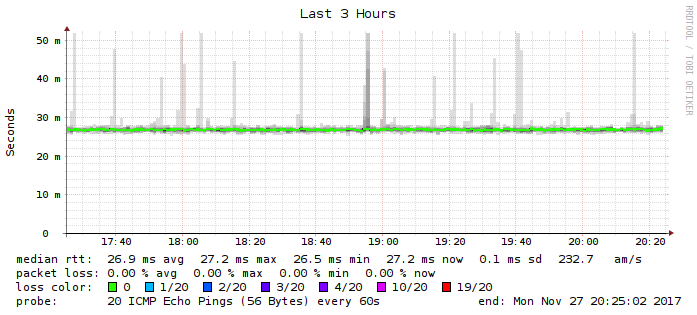 Last 3 Hours
RRDTOOL / TOBI OETIKER
Seconds
50 m
40 m
30 m
20 m
10 m
0
17:40 18:00 18:20 18:40 19:00 19:20 19:40 20:00 20:20
median rtt: 26.9 ms avg 27.2 ms max 26.5 ms min 27.2 ms now 0.1 ms sd 232.7 am/s
packet loss: 0.00 % avg 0.00 % max 0.00 % min 0.00 % now
loss color: 0 1/20 2/20 3/20 4/20 10/20 19/20
probe: 20 ICMP Echo Pings (56 Bytes) every 60s end: Mon Nov 27 20:25:02 2017